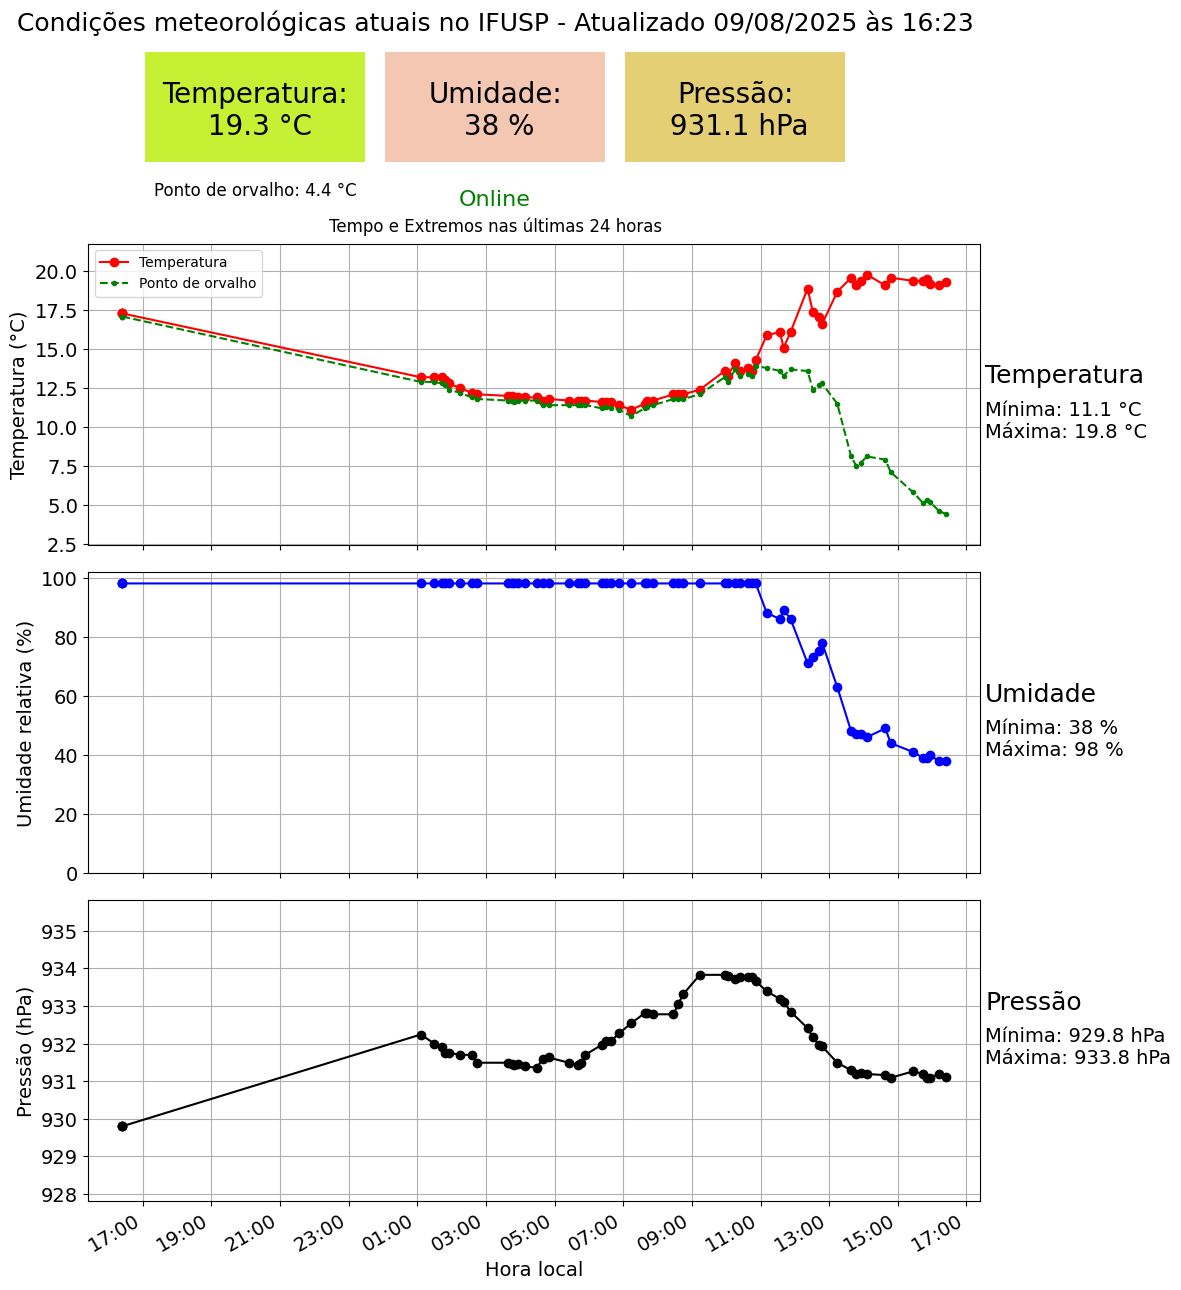 Condições meteorológicas atuais no IFUSP - Atualizado 09/08/2025 às 16:23
Temperatura:
19.3 °C
Umidade:
38 %
Pressão:
931.1 hPa
Ponto de orvalho: 4.4 °C
Online
Tempo e Extremos nas últimas 24 horas
Temperatura
Ponto de orvalho
Temperatura (°C)
20.0
17.5
15.0
12.5
10.0
7.5
5.0
2.5
Temperatura
Mínima: 11.1 °C
Máxima: 19.8 °C
Umidade relativa (%)
100
80
60
40
20
0
Umidade
Mínima: 38 %
Máxima: 98 %
Pressão (hPa)
935
934
933
932
931
930
929
928
Pressão
Mínima: 929.8 hPa
Máxima: 933.8 hPa
17:00 19:00 21:00 23:00 01:00 03:00 05:00 07:00 09:00 11:00 13:00 15:00 17:00
Hora local